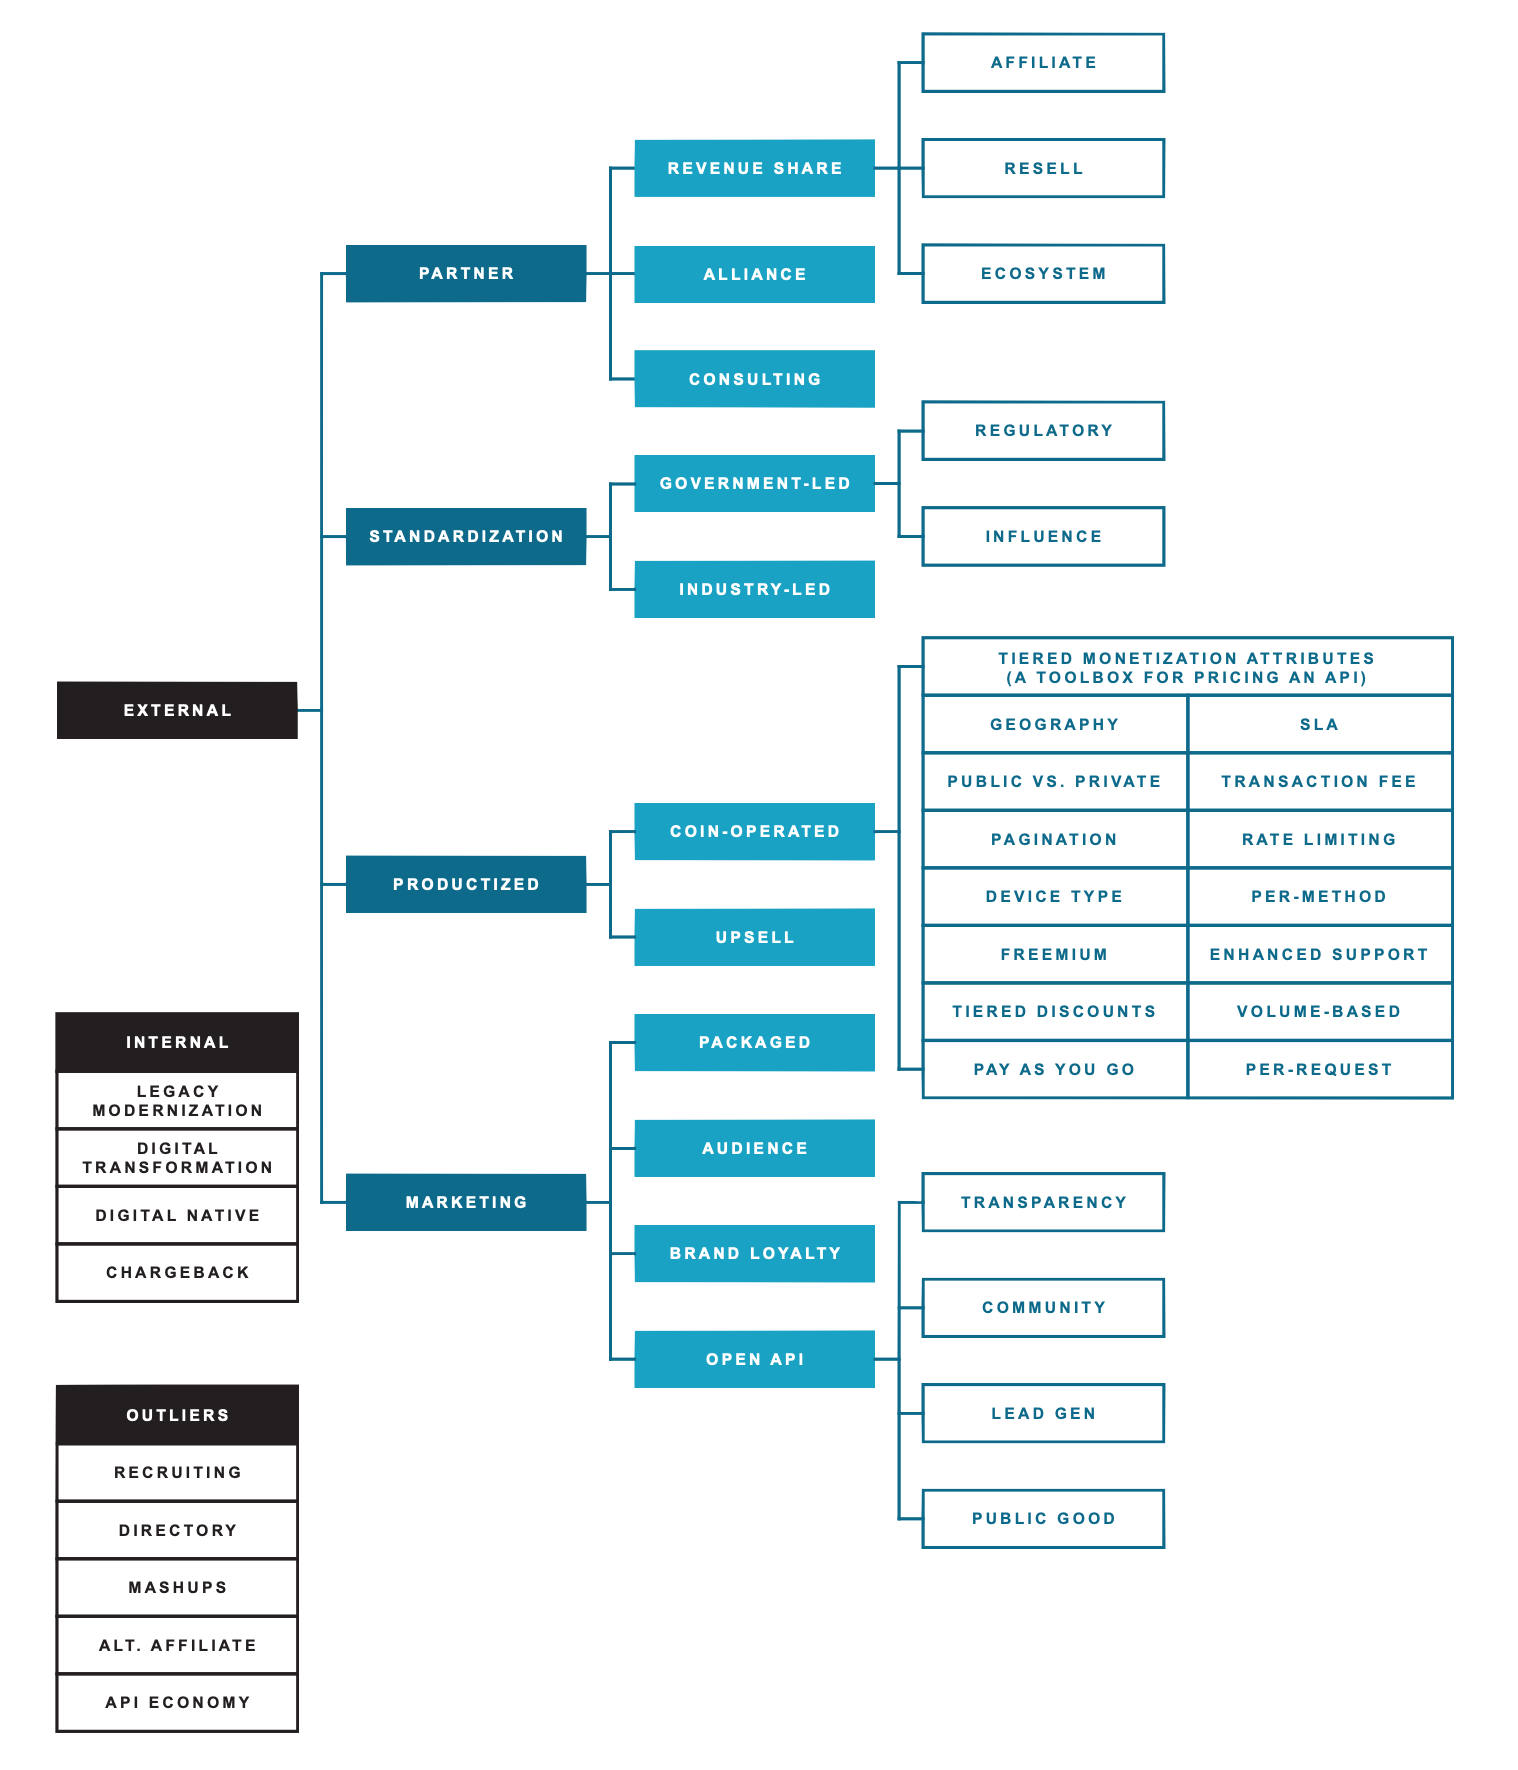 EXTERNAL
PARTNER
REVENUE SHARE
AFFILIATE
RESELL
ECOSYSTEM
ALLIANCE
CONSULTING
STANDARDIZATION
GOVERNMENT-LED
REGULATORY
INFLUENCE
INDUSTRY-LED
PRODUCTIZED
COIN-OPERATED
TIERED MONETIZATION ATTRIBUTES
(A TOOLBOX FOR PRICING AN API)
GEOGRAPHY
SLA
PUBLIC VS. PRIVATE
TRANSACTION FEE
PAGINATION
RATE LIMITING
DEVICE TYPE
PER-METHOD
FREEMIUM
ENHANCED SUPPORT
TIERED DISCOUNTS
VOLUME-BASED
PAY AS YOU GO
PER-REQUEST
UPSELL
MARKETING
PACKAGED
AUDIENCE
BRAND LOYALTY
OPEN API
TRANSPARENCY
COMMUNITY
LEAD GEN
PUBLIC GOOD
INTERNAL
LEGACY
MODERNIZATION
DIGITAL
TRANSFORMATION
DIGITAL NATIVE
CHARGEBACK
OUTLIERS
RECRUITING
DIRECTORY
MASHUPS
ALT. AFFILIATE
API ECONOMY